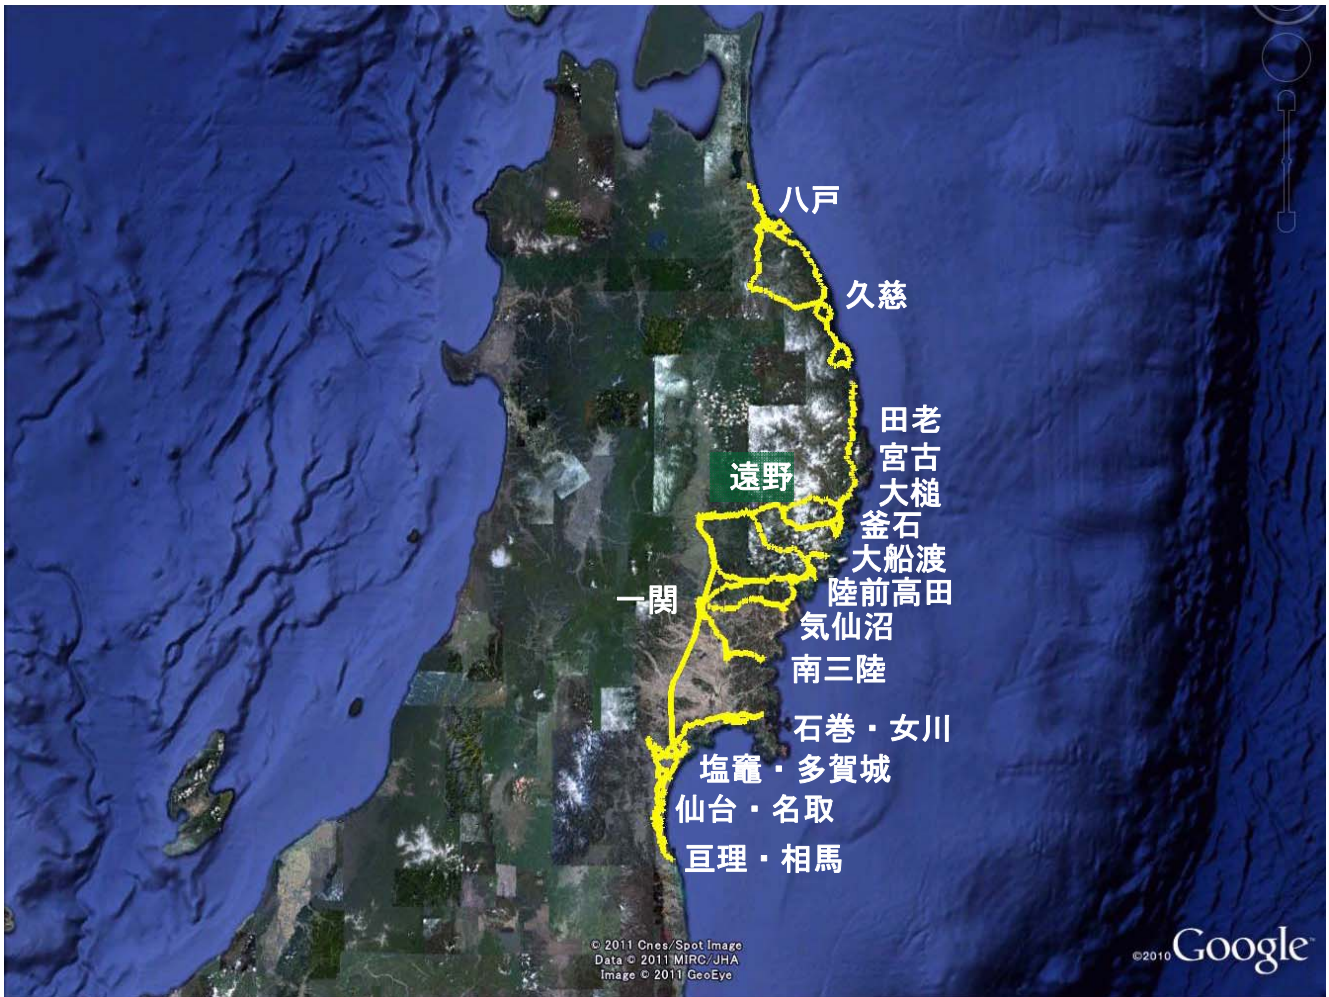 八戸
久慈
田老
宮古
遠野
大槌
釜石
大船渡
陸前高田
一関
気仙沼
南三陸
石巻・女川
塩竈・多賀城
仙台・名取
亘理・相馬
© 2011 Cnes/Spot Image
Data © 2011 MIRC/JHA
Image © 2011 GeoEye
©2010 Google™